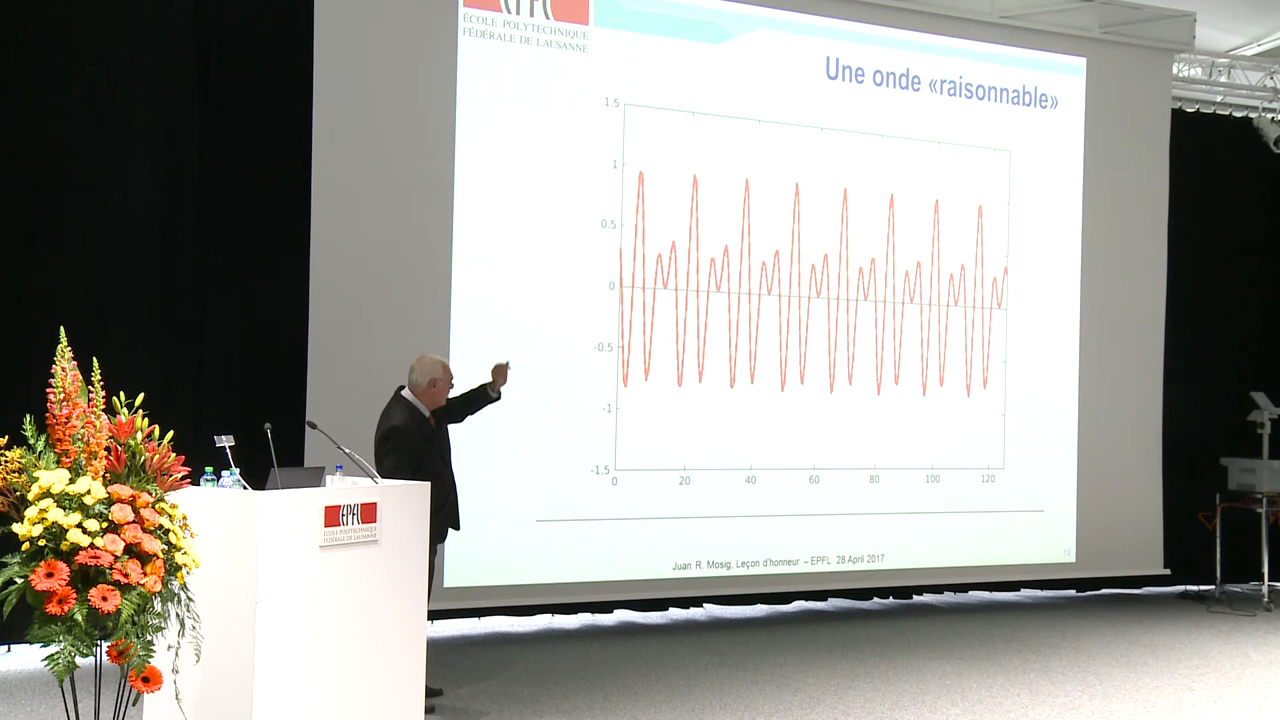 EPFL
ÉCOLE POLYTECHNIQUE
FÉDÉRALE DE LAUSANNE
Une onde «raisonnable»
1.5
1
0.5
0
-0.5
-1
-1.5
0 20 40 60 80 100 120
Juan R. Mosig, Leçon d'honneur – EPFL 28 April 2017
18
EPFL
ÉCOLE POLYTECHNIQUE
FÉDÉRALE DE LAUSANNE